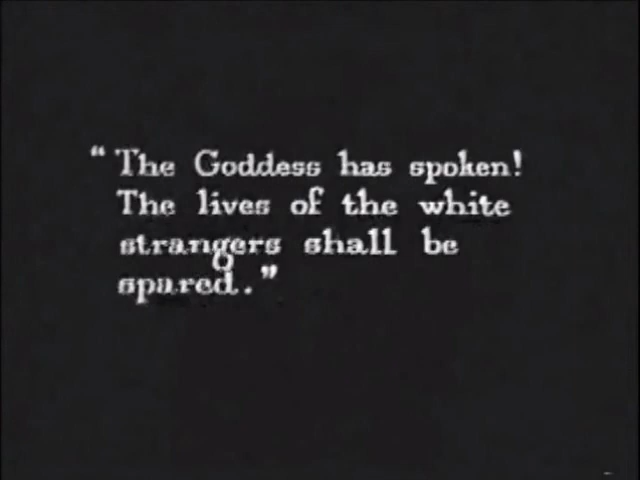 “The Goddess has spoken!
The lives of the white
strangers shall be
spared.”